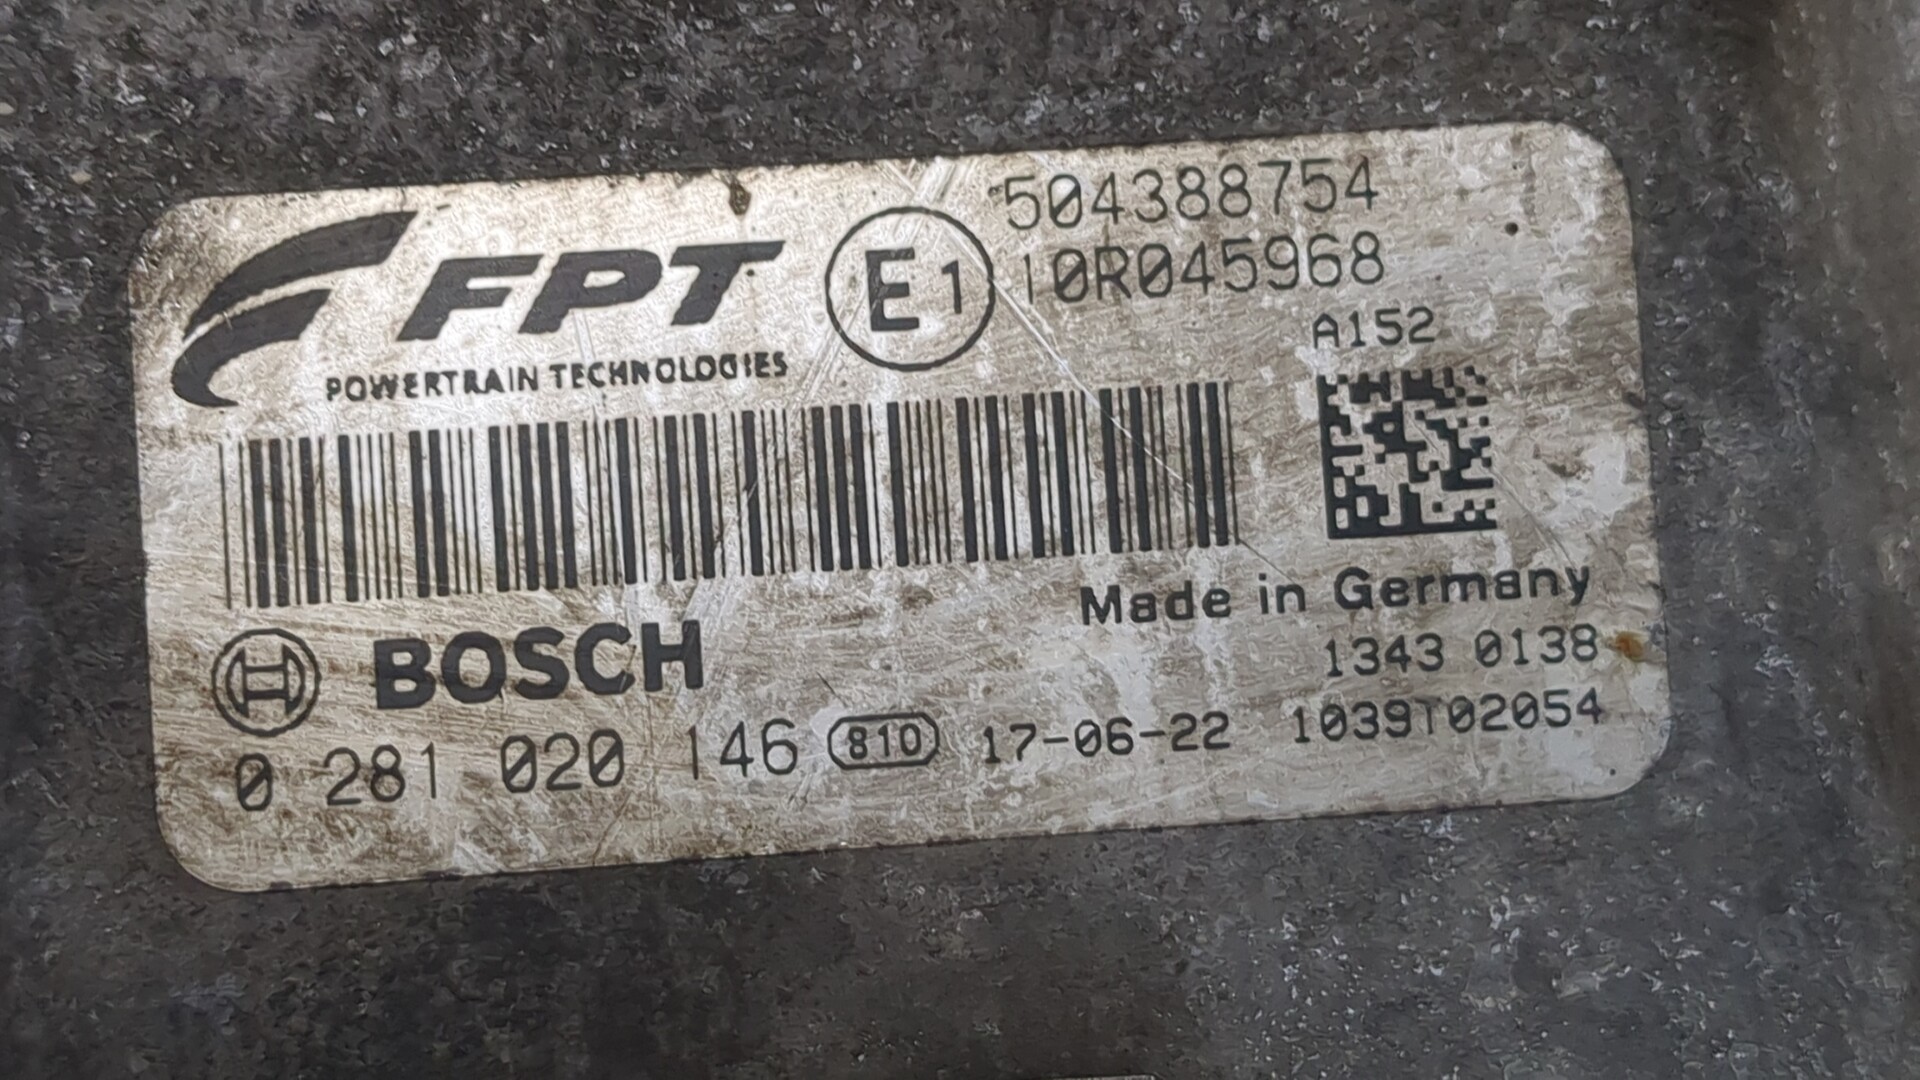 504388754
FPT E1 10R045968
POWERTRAIN TECHNOLOGIES
A152
Made in Germany
BOSCH 1343 0138
0 281 020 146 810 17-06-22 1039T02054